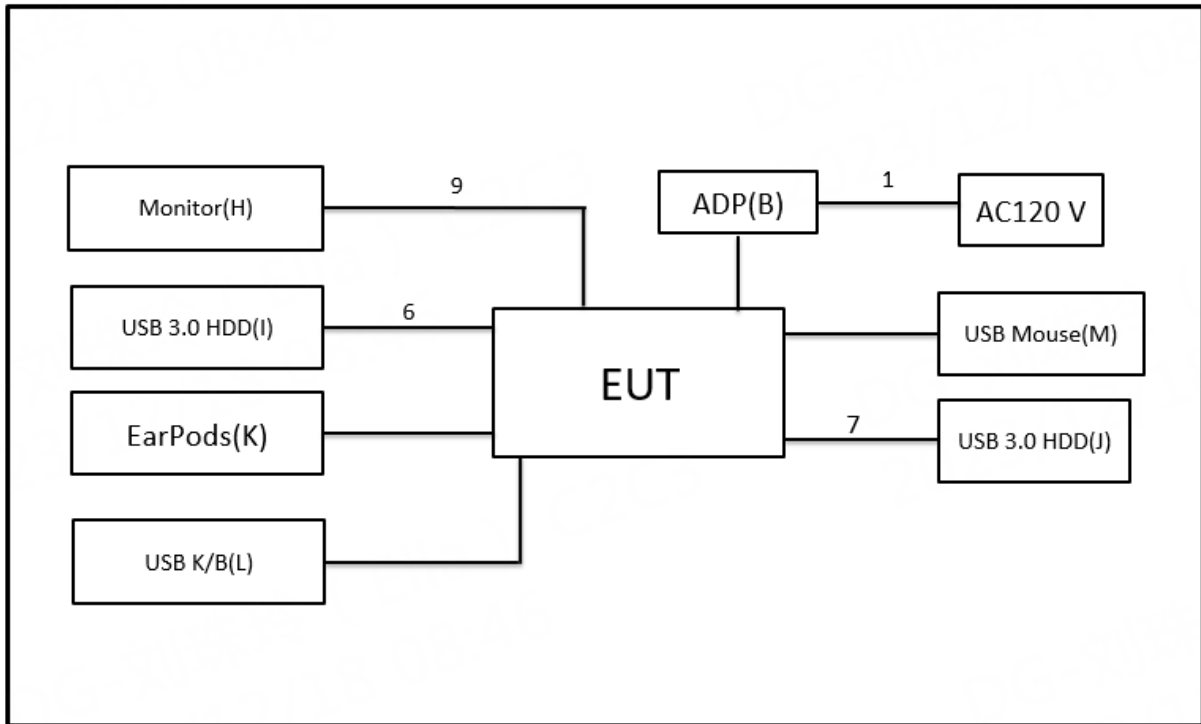 9
1
Monitor(H)
ADP(B)
AC120 V
USB 3.0 HDD(I)
6
USB Mouse(M)
EUT
EarPods(K)
7
USB 3.0 HDD(J)
USB K/B(L)